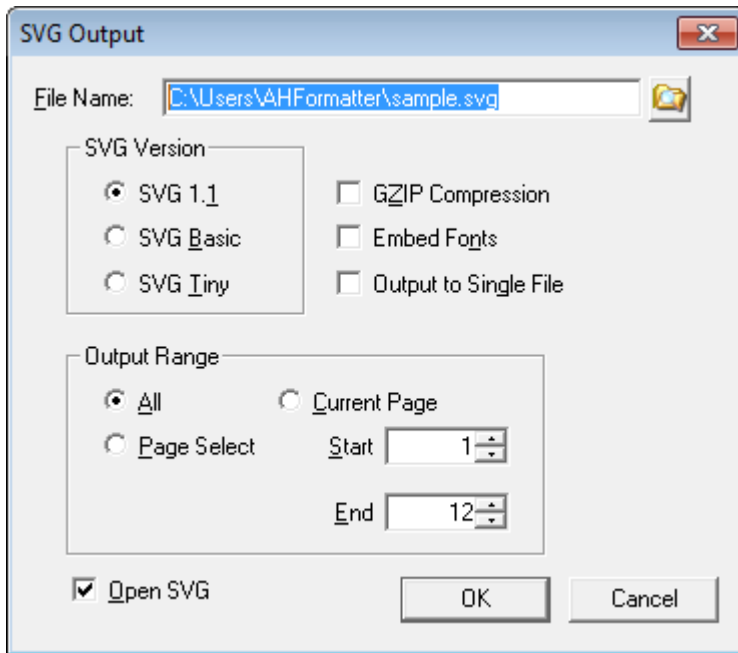 SVG Output
File Name: C:\Users\AHFormatter\sample.svg
SVG Version
SVG 1.1
GZIP Compression
SVG Basic
Embed Fonts
SVG Tiny
Output to Single File
Output Range
All
Current Page
Page Select
Start 1
End 12
Open SVG
OK
Cancel